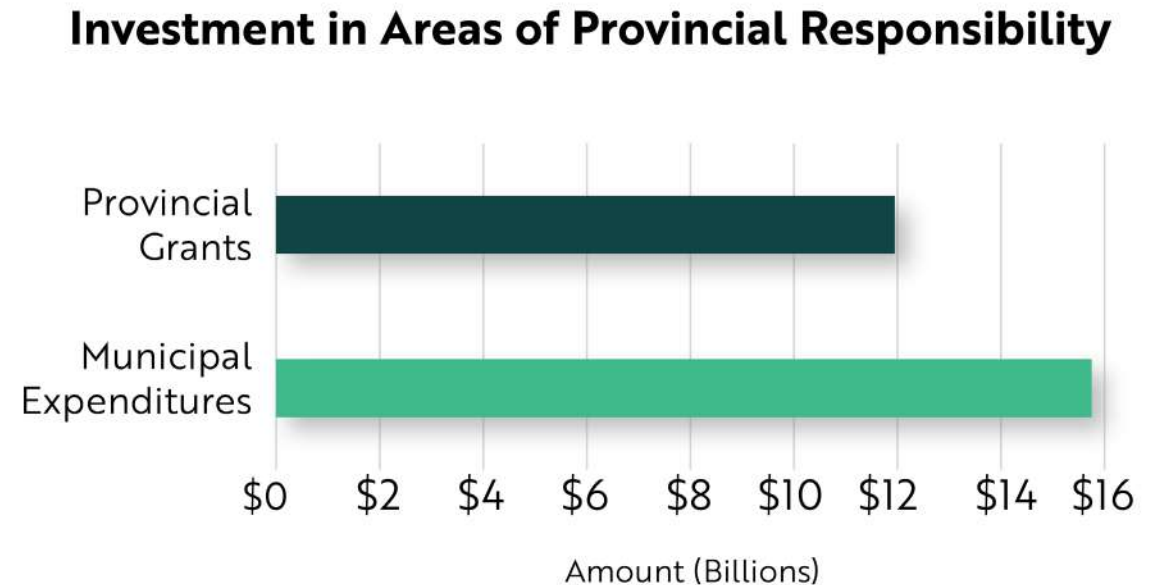 Investment in Areas of Provincial Responsibility
Provincial
Grants
Municipal
Expenditures
$0 $2 $4 $6 $8 $10 $12 $14 $16
Amount (Billions)